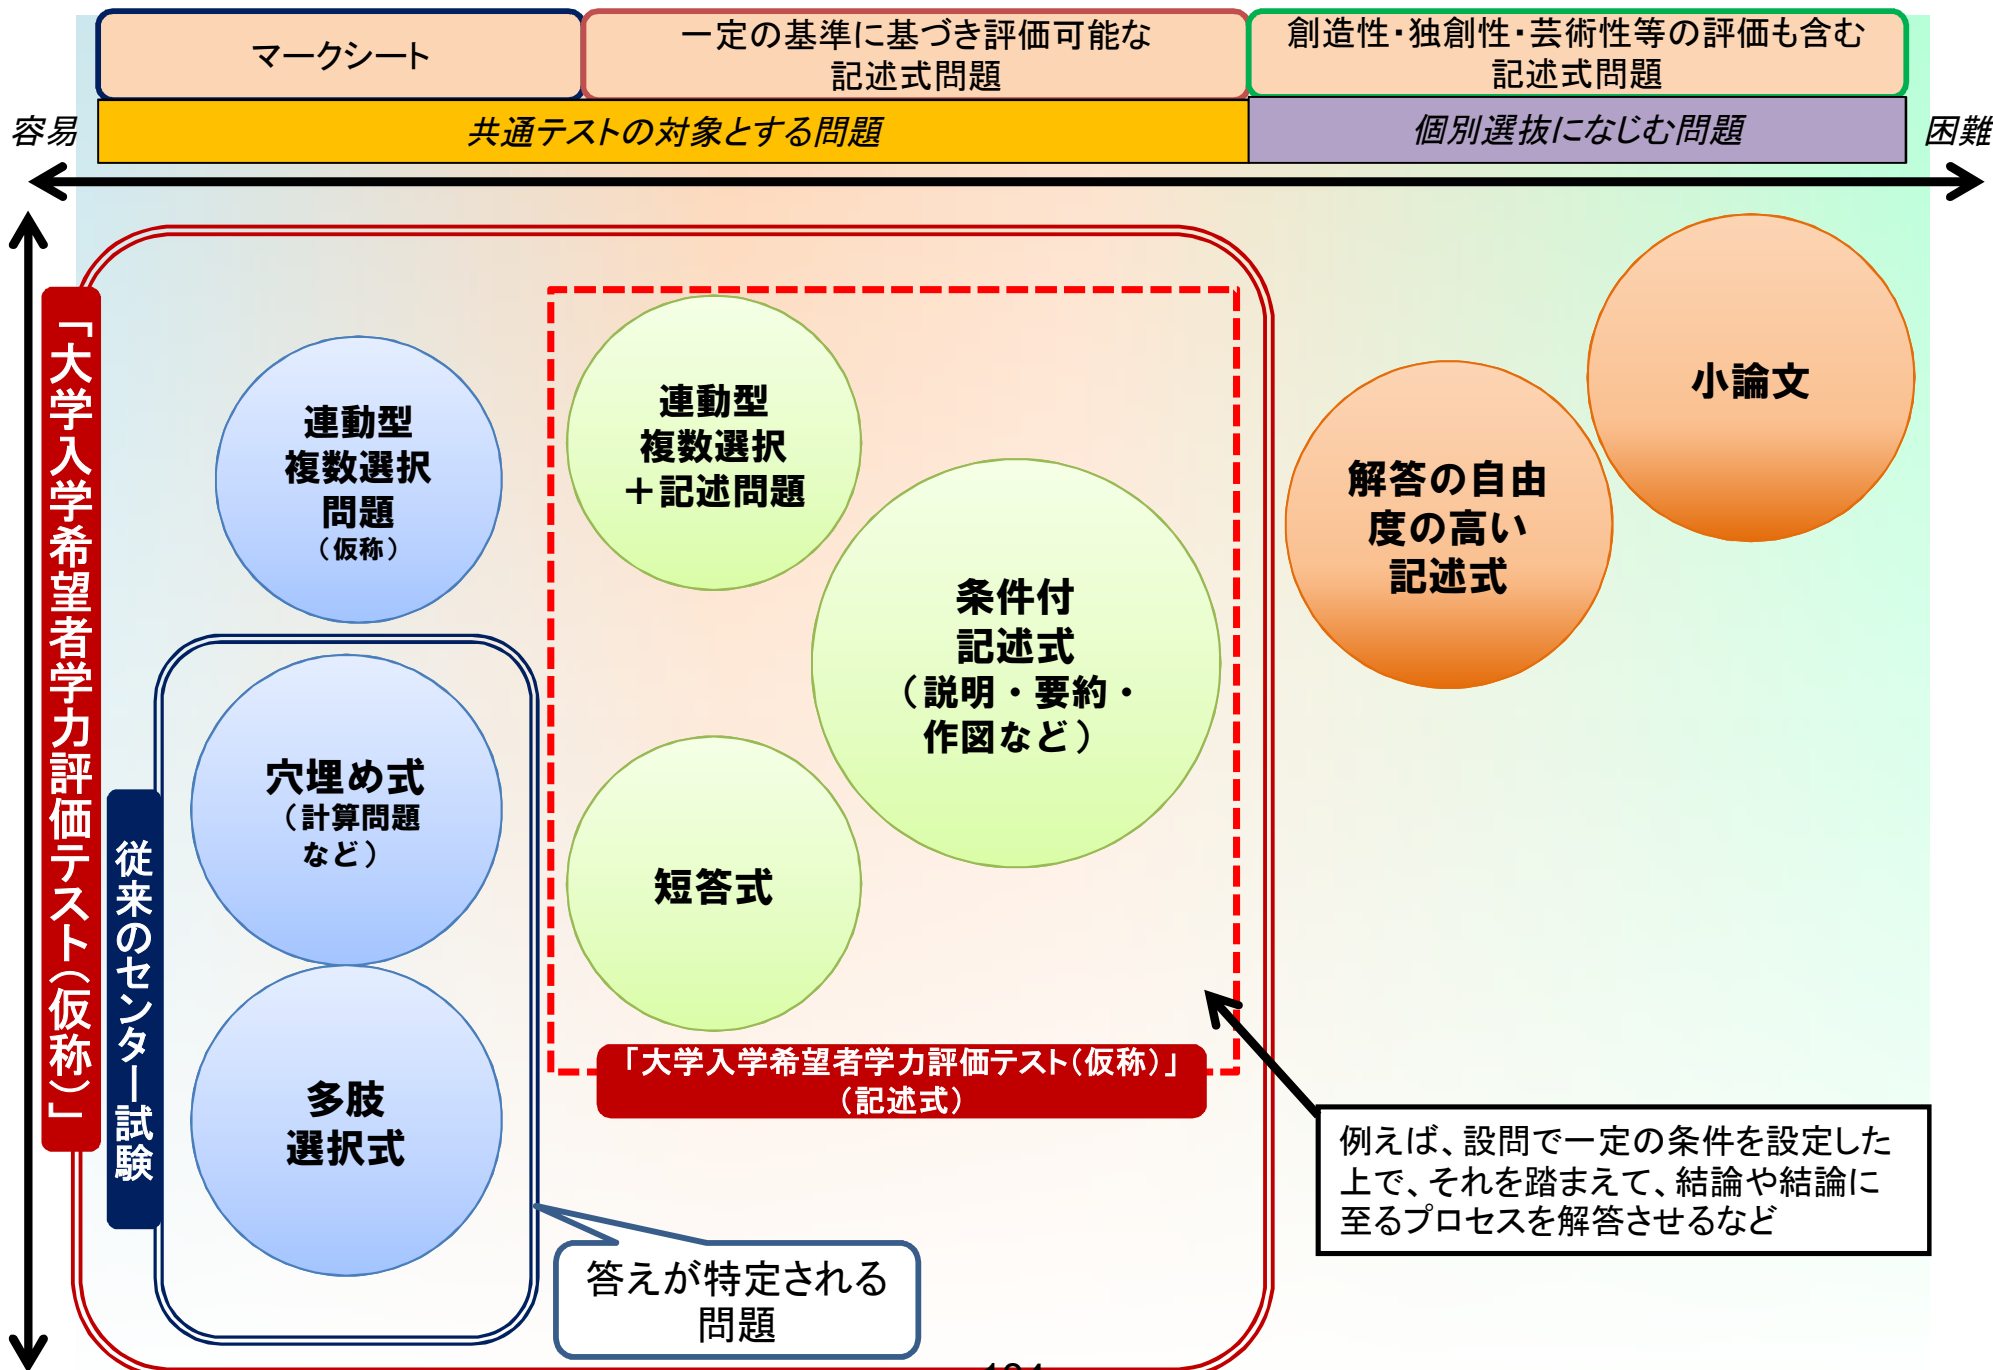 マークシート
一定の基準に基づき評価可能な
記述式問題
創造性・独創性・芸術性等の評価も含む
記述式問題
容易
共通テストの対象とする問題
個別選抜になじむ問題
困難
「大学入学希望者学力評価テスト(仮称)」
連動型
複数選択
問題
（仮称）
連動型
複数選択
＋記述問題
条件付
記述式
（説明・要約・
作図など）
解答の自由
度の高い
記述式
小論文
従来のセンター試験
穴埋め式
（計算問題
など）
短答式
多肢
選択式
「大学入学希望者学力評価テスト(仮称)」
（記述式）
例えば、設問で一定の条件を設定した
上で、それを踏まえて、結論や結論に
至るプロセスを解答させるなど
答えが特定される
問題